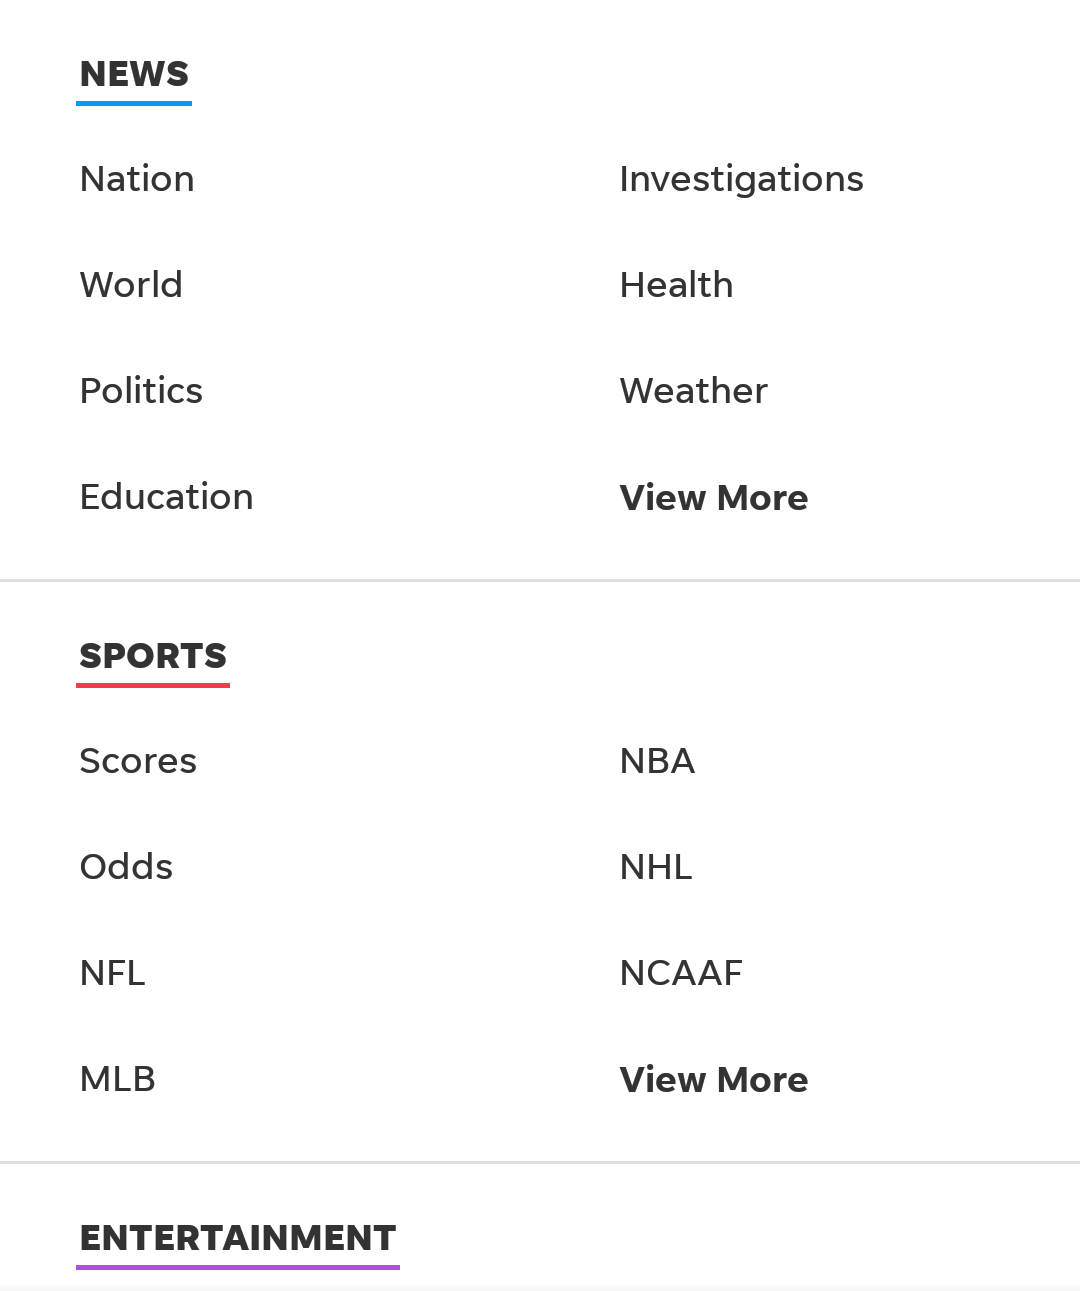 NEWS
Nation
Investigations
World
Health
Politics
Weather
Education
View More
SPORTS
Scores
NBA
Odds
NHL
NFL
NCAAF
MLB
View More
ENTERTAINMENT